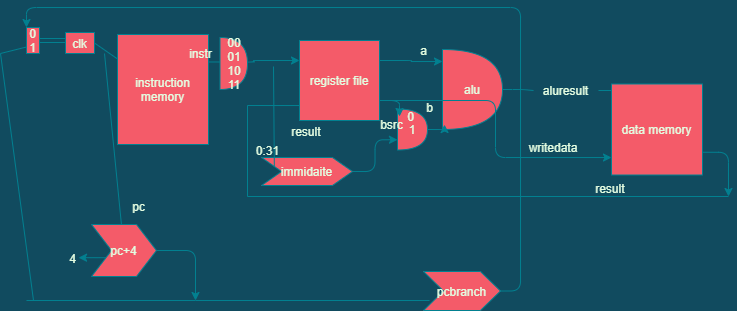 0
1
clk
instruction
memory
instr
00
01
10
11
register file
result
a
alu
b
bsrc
0
1
aluresult
data memory
writedata
result
0:31
immidaite
pc
pc+4
4
pcbranch